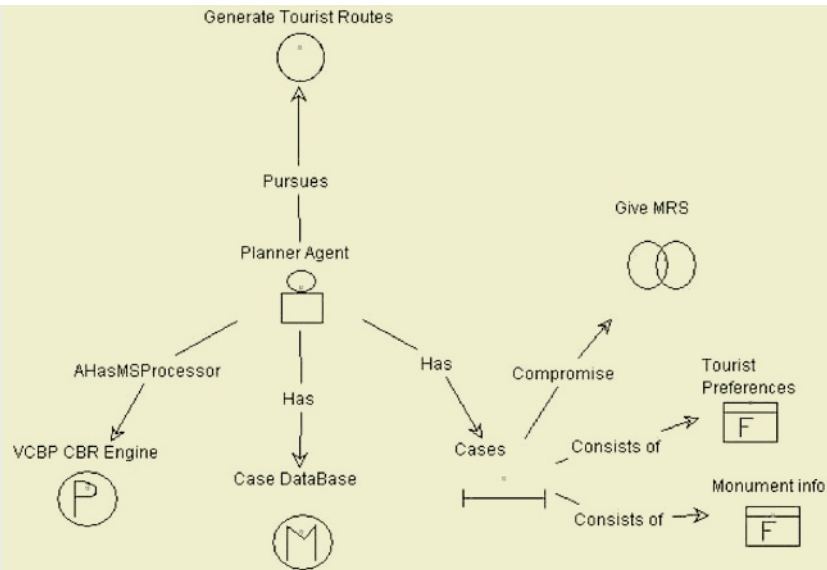 Generate Tourist Routes
Pursues
Give MRS
Planner Agent
AHasMSProcessor
Has
Has
Compromise
Tourist
Preferences
VCBP CBR Engine
Case DataBase
Cases
Consists of
F
Monument info
Consists of
F
P
M